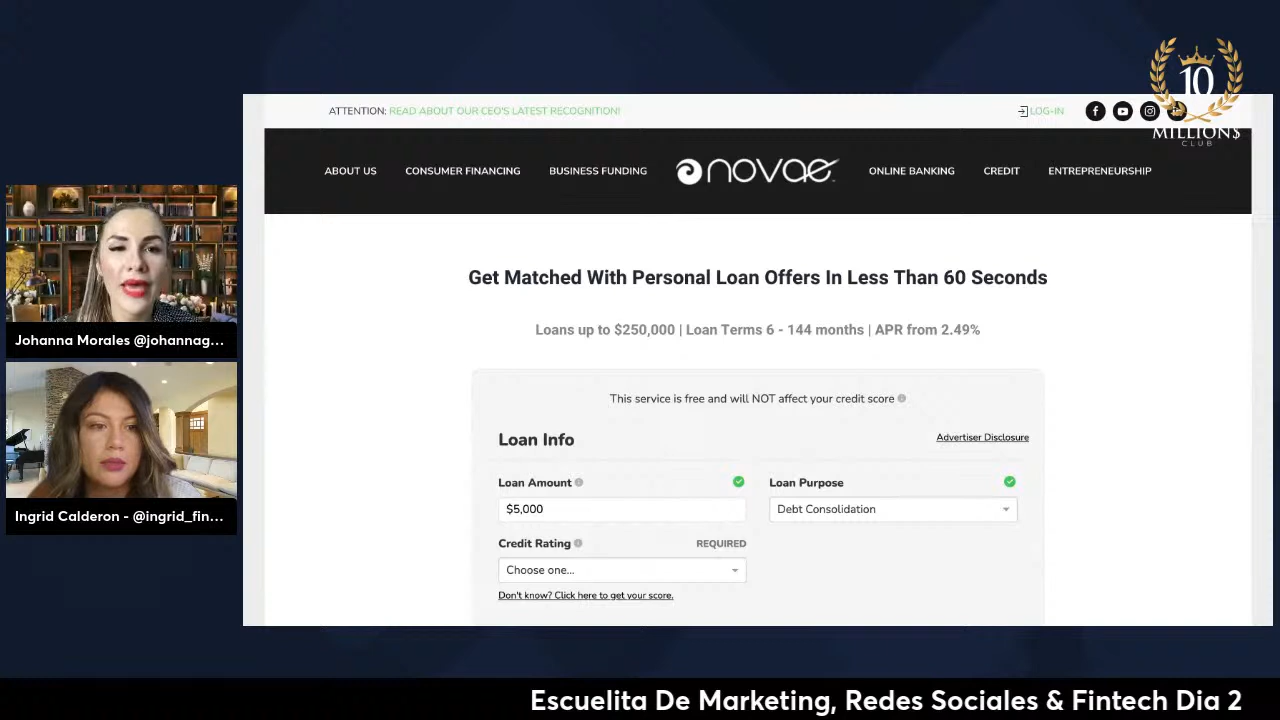 10
MILLION$
CLUB
ATTENTION: READ ABOUT OUR CEO'S LATEST RECOGNITION!
LOG-IN
ABOUT US
CONSUMER FINANCING
BUSINESS FUNDING
novae
ONLINE BANKING
CREDIT
ENTREPRENEURSHIP
Get Matched With Personal Loan Offers In Less Than 60 Seconds
Loans up to $250,000 | Loan Terms 6 - 144 months | APR from 2.49%
This service is free and will NOT affect your credit score
Loan Info
Advertiser Disclosure
Loan Amount
Loan Purpose
$5,000
Debt Consolidation
Credit Rating
REQUIRED
Choose one...
Don't know? Click here to get your score.
Johanna Morales @johannag...
Ingrid Calderon - @ingrid_fin...
Escuelita De Marketing, Redes Sociales & Fintech Dia 2